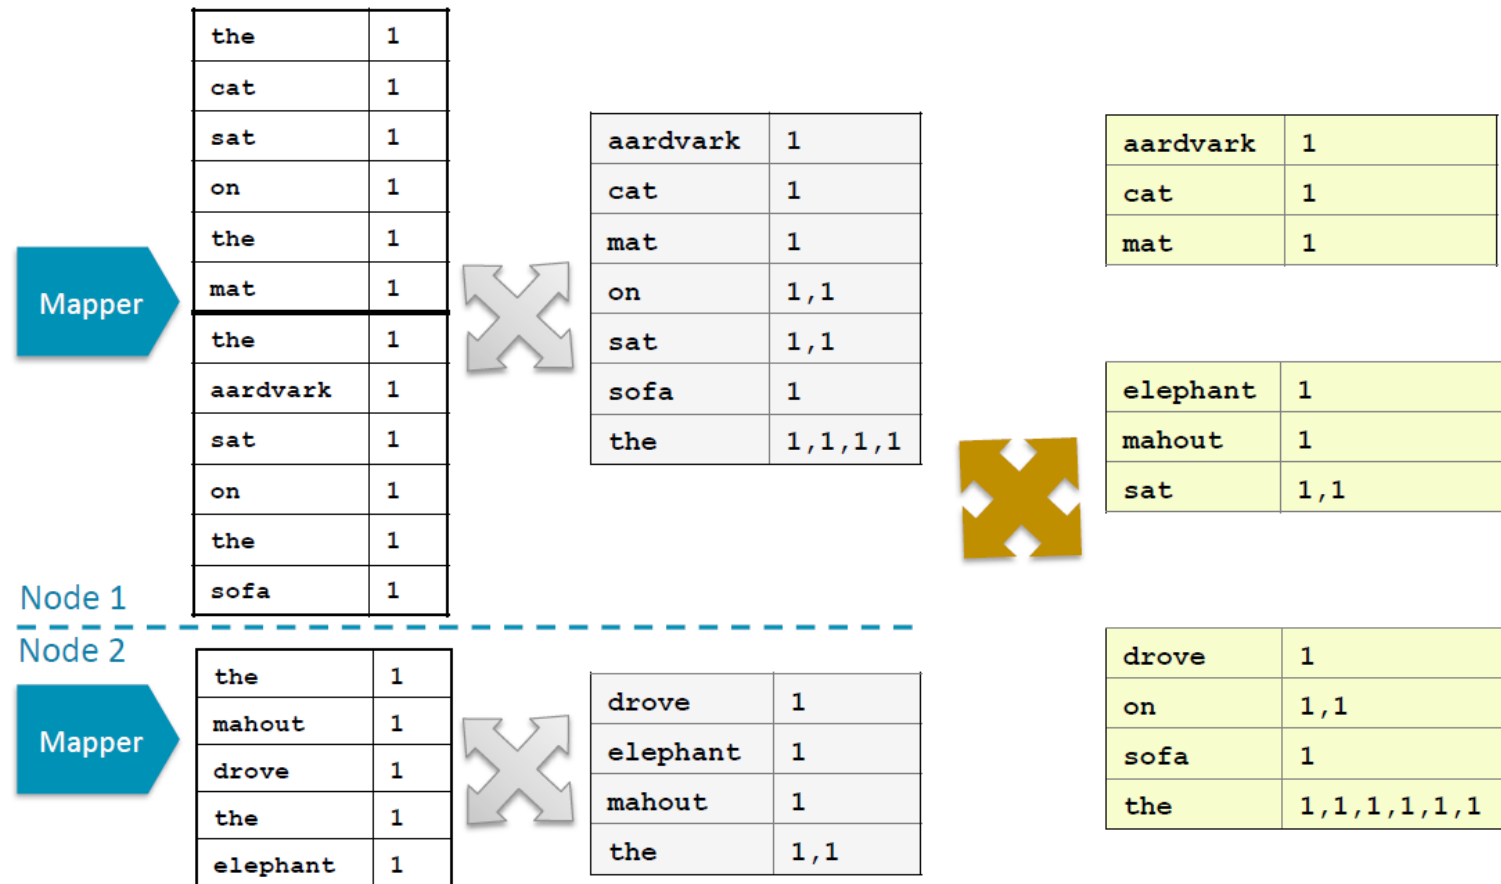 the 1
cat 1
sat 1
on 1
the 1
mat 1
the 1
aardvark 1
sat 1
on 1
the 1
sofa 1
Mapper
aardvark 1
cat 1
mat 1
on 1,1
sat 1,1
sofa 1
the 1,1,1,1
aardvark 1
cat 1
mat 1
elephant 1
mahout 1
sat 1,1
Node 1
Node 2
Mapper
the 1
mahout 1
drove 1
the 1
elephant 1
drove 1
elephant 1
mahout 1
the 1,1
drove 1
on 1,1
sofa 1
the 1,1,1,1,1,1